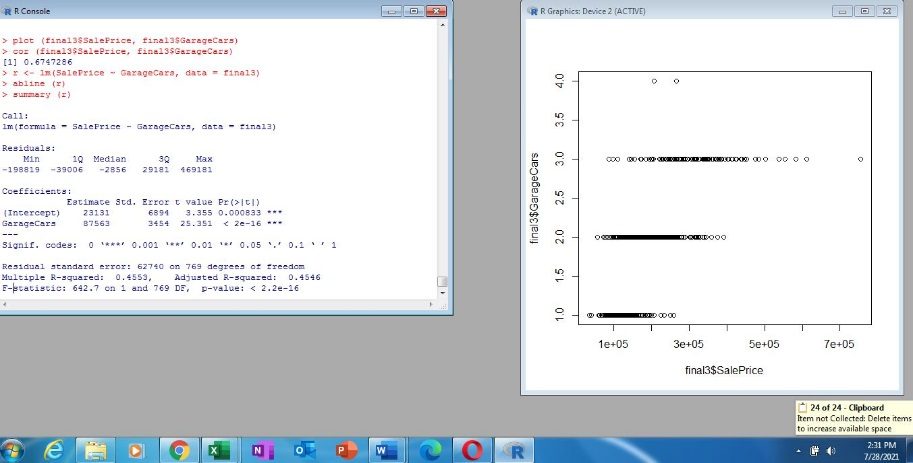 R Console
> plot (final3$SalePrice, final3$GarageCars)
> cor (final3$SalePrice, final3$GarageCars)
[1] 0.6747286
> r <- lm(SalePrice ~ GarageCars, data = final3)
> abline (r)
> summary (r)
Call:
lm(formula = SalePrice ~ GarageCars, data = final3)
Residuals:
Min 1Q Median 3Q Max
-198819 -39006 -2856 29181 469181
Coefficients:
Estimate Std. Error t value Pr(>|t|)
(Intercept) 23131 6894 3.355 0.000833 ***
GarageCars 87563 3454 25.351 < 2e-16 ***
---
Signif. codes: 0 '***' 0.001 '**' 0.01 '*' 0.05 '.' 0.1 ' ' 1
Residual standard error: 62740 on 769 degrees of freedom
Multiple R-squared: 0.4553, Adjusted R-squared: 0.4546
F-statistic: 642.7 on 1 and 769 DF, p-value: < 2.2e-16
R Graphics: Device 2 (ACTIVE)
final3$GarageCars
4.0
3.5
3.0
2.5
2.0
1.5
1.0
1e+05 3e+05 5e+05 7e+05
final3$SalePrice
24 of 24 - Clipboard
Item not Collected: Delete items
to increase available space
2:31 PM
7/28/2021